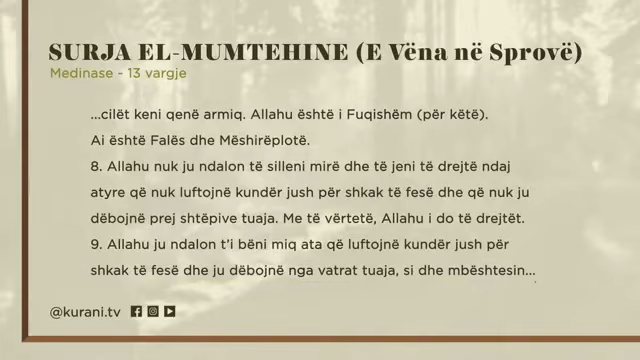 SURJA EL-MUMTEHINE (E Vëna në Sprovë)
Medinase - 13 vargje
...cilët keni qenë armiq. Allahu është i Fuqishëm (për këtë).
Ai është Falës dhe Mëshirëplotë.
8. Allahu nuk ju ndalon të silleni mirë dhe të jeni të drejtë ndaj
atyre që nuk luftojnë kundër jush për shkak të fesë dhe që nuk ju
dëbojnë prej shtëpive tuaja. Me të vërtetë, Allahu i do të drejtët.
9. Allahu ju ndalon t'i bëni miq ata që luftojnë kundër jush për
shkak të fesë dhe ju dëbojnë nga vatrat tuaja, si dhe mbështesin...
@kurani.tv